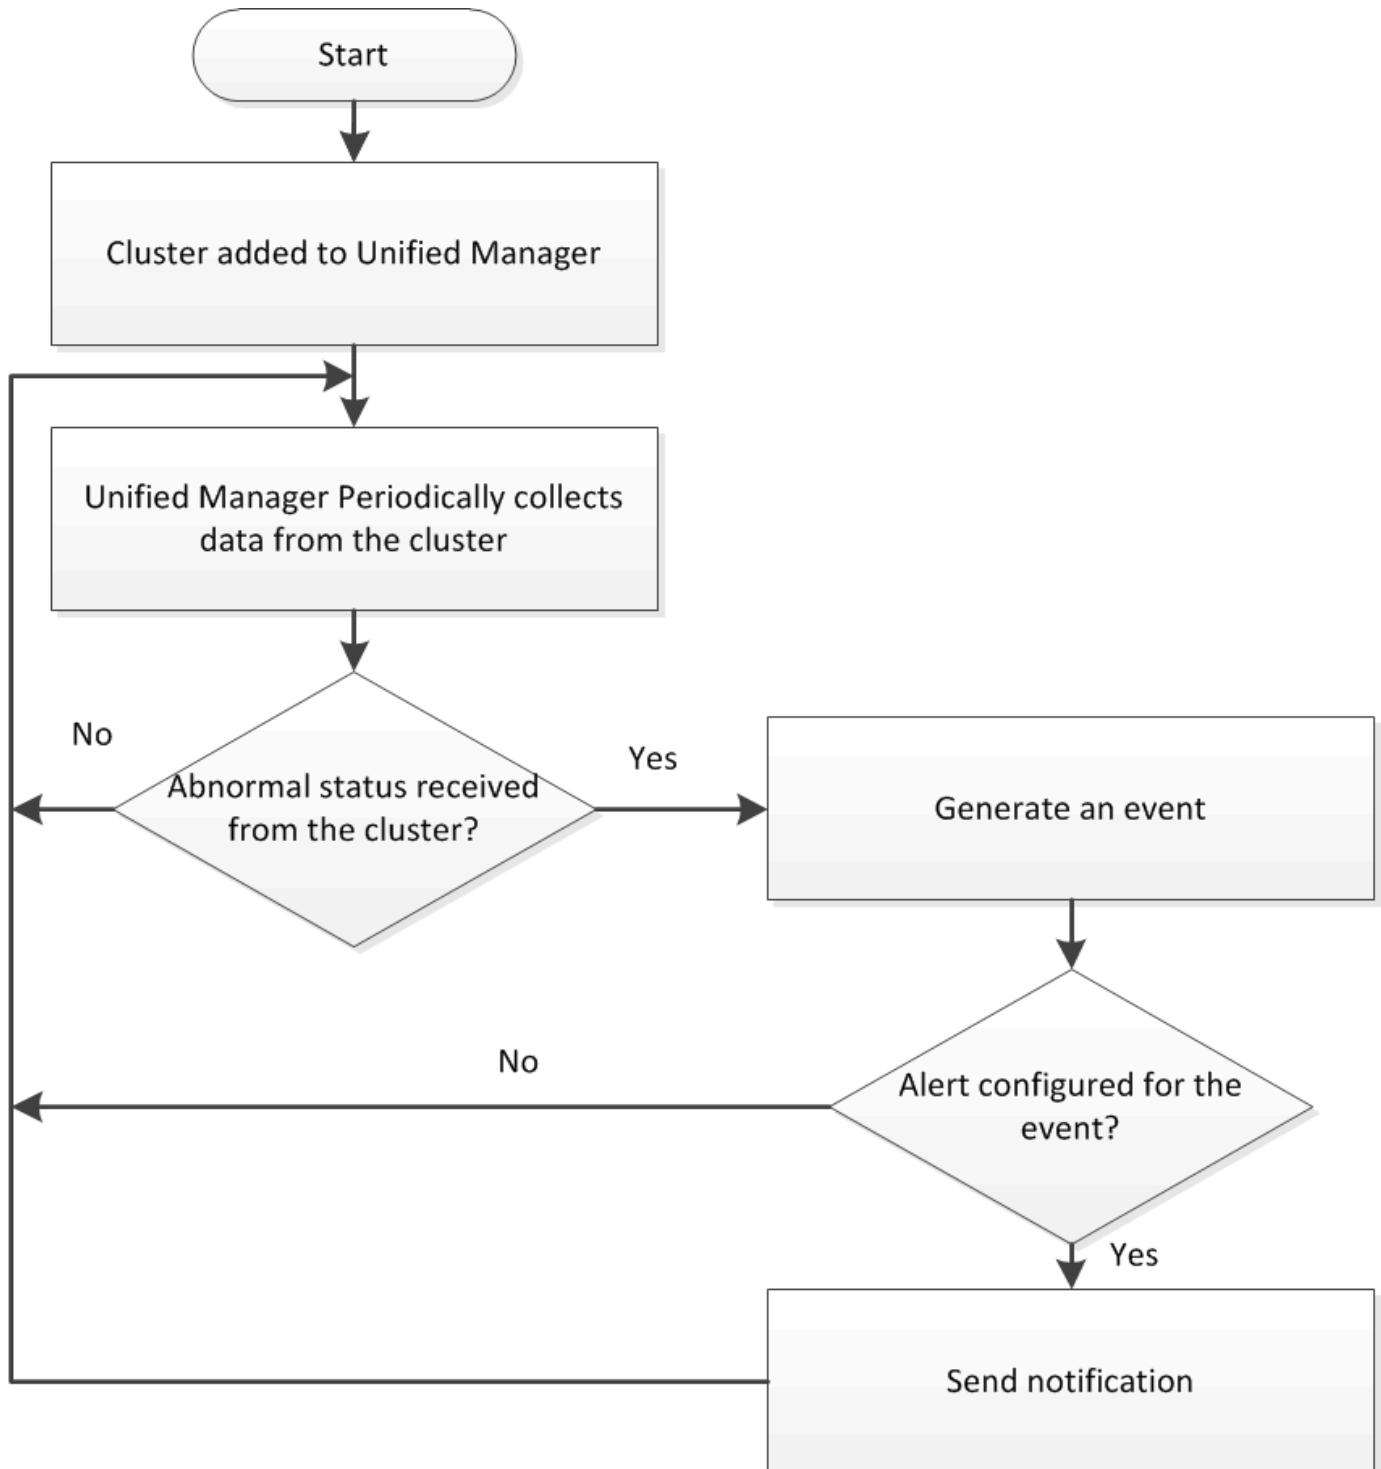 Start
Cluster added to Unified Manager
Unified Manager Periodically collects
data from the cluster
No
Yes
Abnormal status received
from the cluster?
Generate an event
No
Alert configured for the
event?
Yes
Send notification